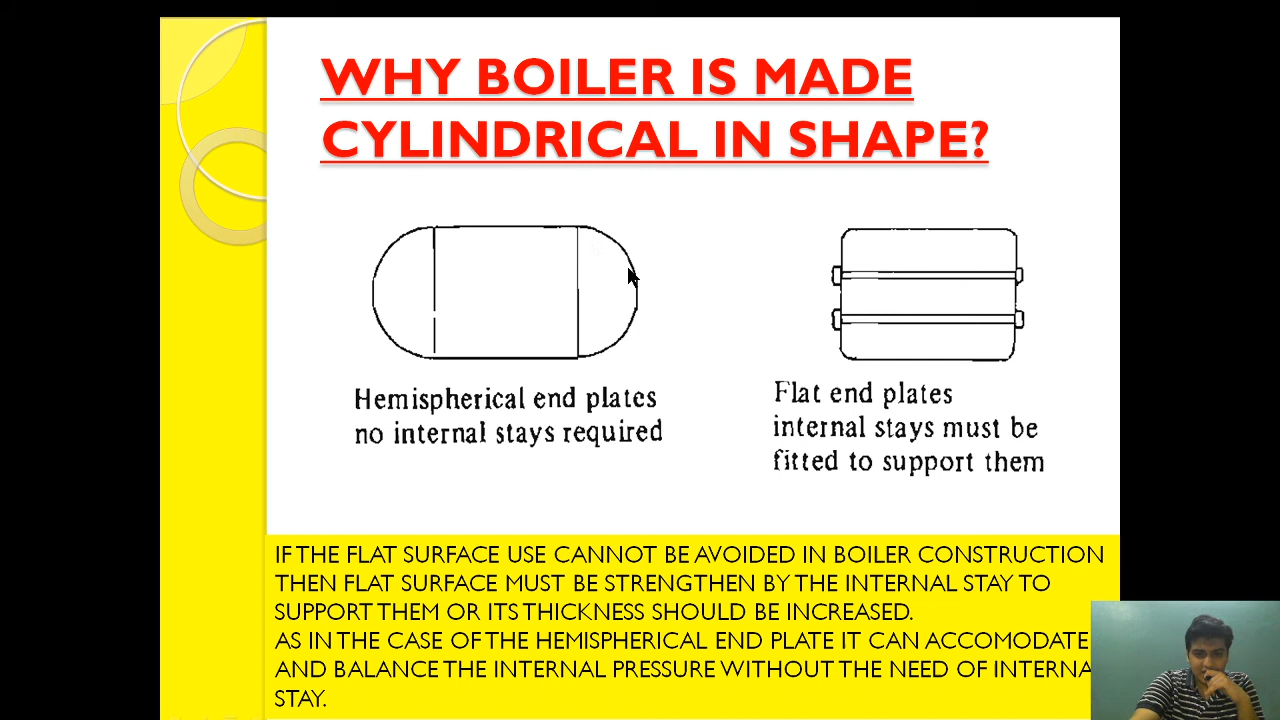 WHY BOILER IS MADE
CYLINDRICAL IN SHAPE?
Hemispherical end plates
no internal stays required
Flat end plates
internal stays must be
fitted to support them
IF THE FLAT SURFACE USE CANNOT BE AVOIDED IN BOILER CONSTRUCTION
THEN FLAT SURFACE MUST BE STRENGTHEN BY THE INTERNAL STAY TO
SUPPORT THEM OR ITS THICKNESS SHOULD BE INCREASED.
AS IN THE CASE OF THE HEMISPHERICAL END PLATE IT CAN ACCOMODATE
AND BALANCE THE INTERNAL PRESSURE WITHOUT THE NEED OF INTERNA
STAY.